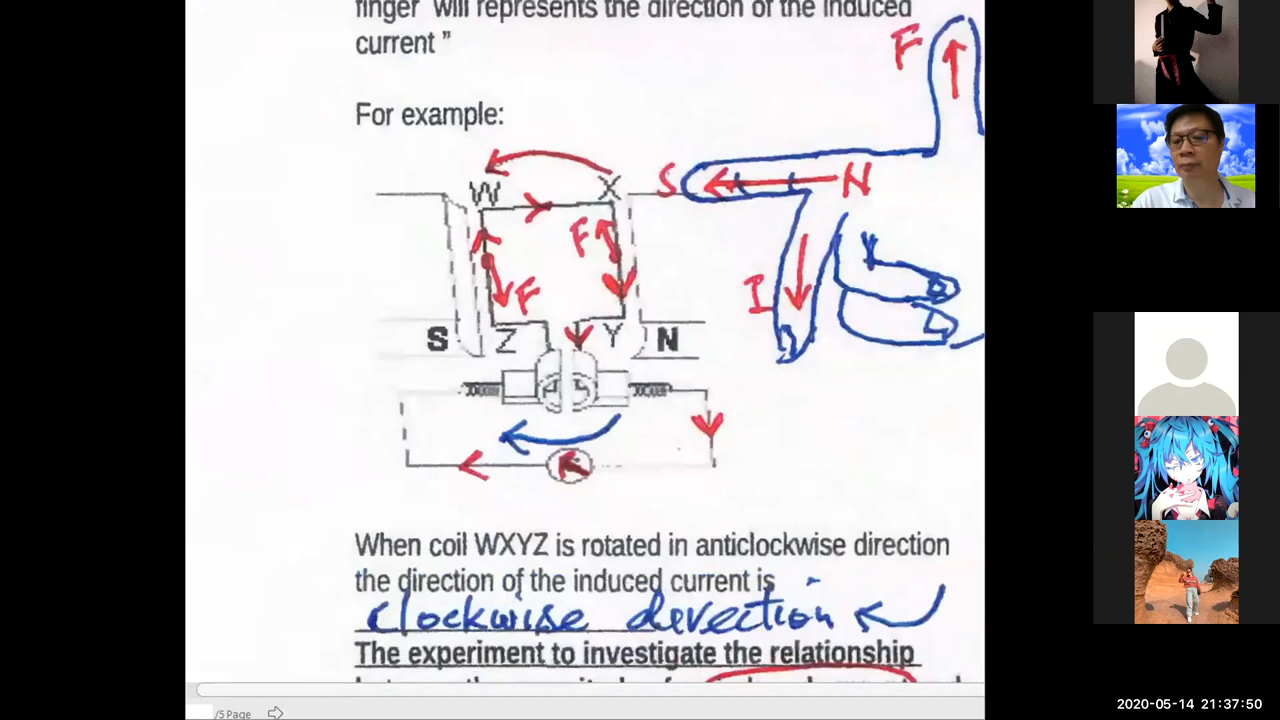 finger will represents the direction of the induced
current ”
For example:
F
W
X
S
N
F
F
I
S
Z
Y
N
When coil WXYZ is rotated in anticlockwise direction
the direction of the induced current is
clockwise direction
The experiment to investigate the relationship
/5 Page
2020-05-14 21:37:50